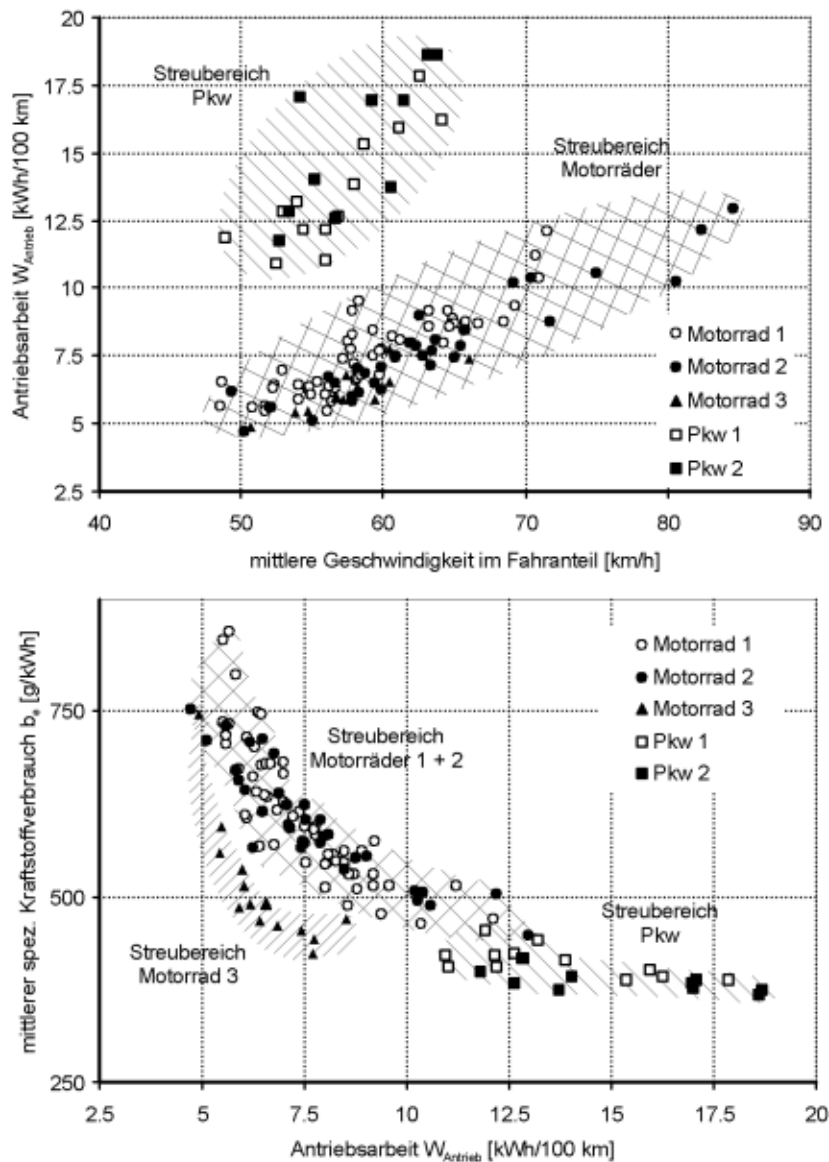 20
17.5
15
12.5
10
7.5
5
2.5
Antriebsarbeit W_Antrieb [kWh/100 km]
Streubereich
Pkw
Streubereich
Motorräder
Motorrad 1
Motorrad 2
Motorrad 3
Pkw 1
Pkw 2
40 50 60 70 80 90
mittlere Geschwindigkeit im Fahranteil [km/h]
750
500
250
mittlerer spez. Kraftstoffverbrauch b_e [g/kWh]
Motorrad 1
Motorrad 2
Motorrad 3
Pkw 1
Pkw 2
Streubereich
Motorräder 1 + 2
Streubereich
Pkw
Streubereich
Motorrad 3
2.5 5 7.5 10 12.5 15 17.5 20
Antriebsarbeit W_Antrieb [kWh/100 km]